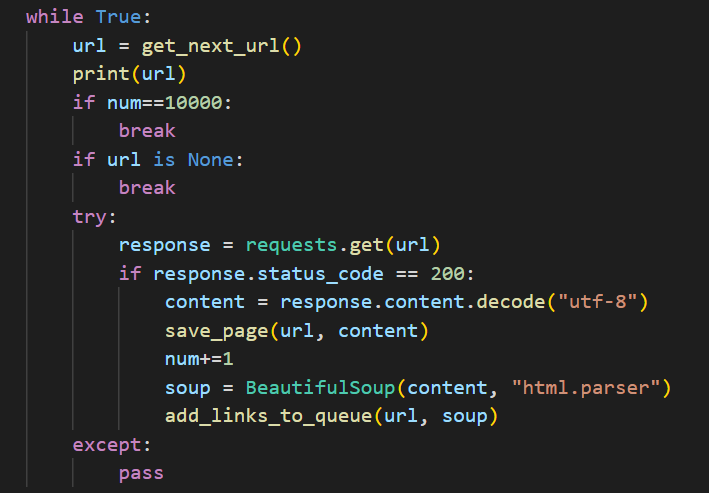 while True:
    url = get_next_url()
    print(url)
    if num==10000:
        break
    if url is None:
        break
    try:
        response = requests.get(url)
        if response.status_code == 200:
            content = response.content.decode("utf-8")
            save_page(url, content)
            num+=1
            soup = BeautifulSoup(content, "html.parser")
            add_links_to_queue(url, soup)
    except:
        pass